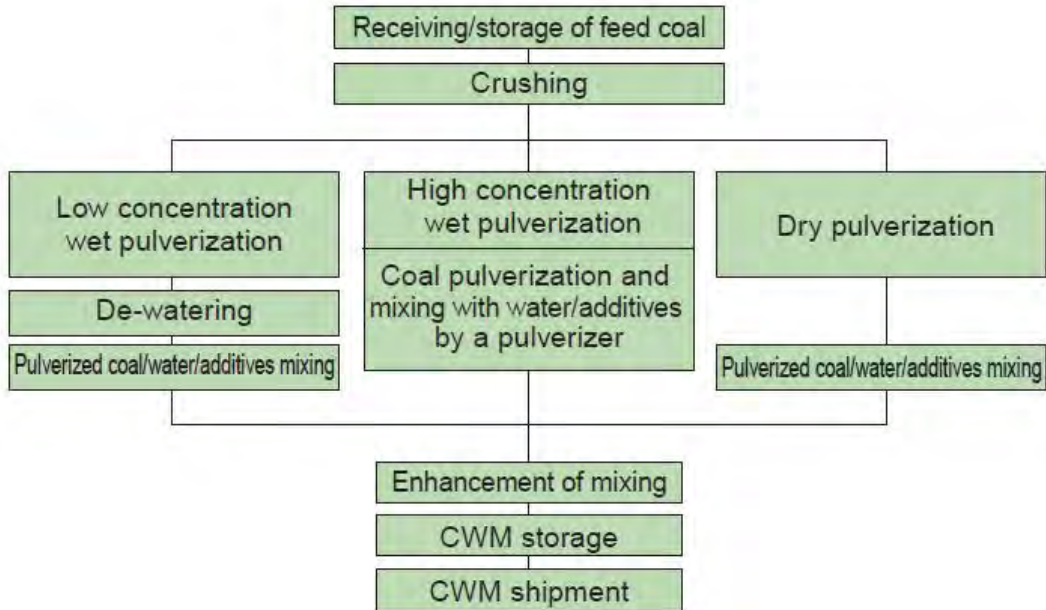 Receiving/storage of feed coal
Crushing
Low concentration
wet pulverization
De-watering
Pulverized coal/water/additives mixing
High concentration
wet pulverization
Coal pulverization and
mixing with water/additives
by a pulverizer
Dry pulverization
Pulverized coal/water/additives mixing
Enhancement of mixing
CWM storage
CWM shipment